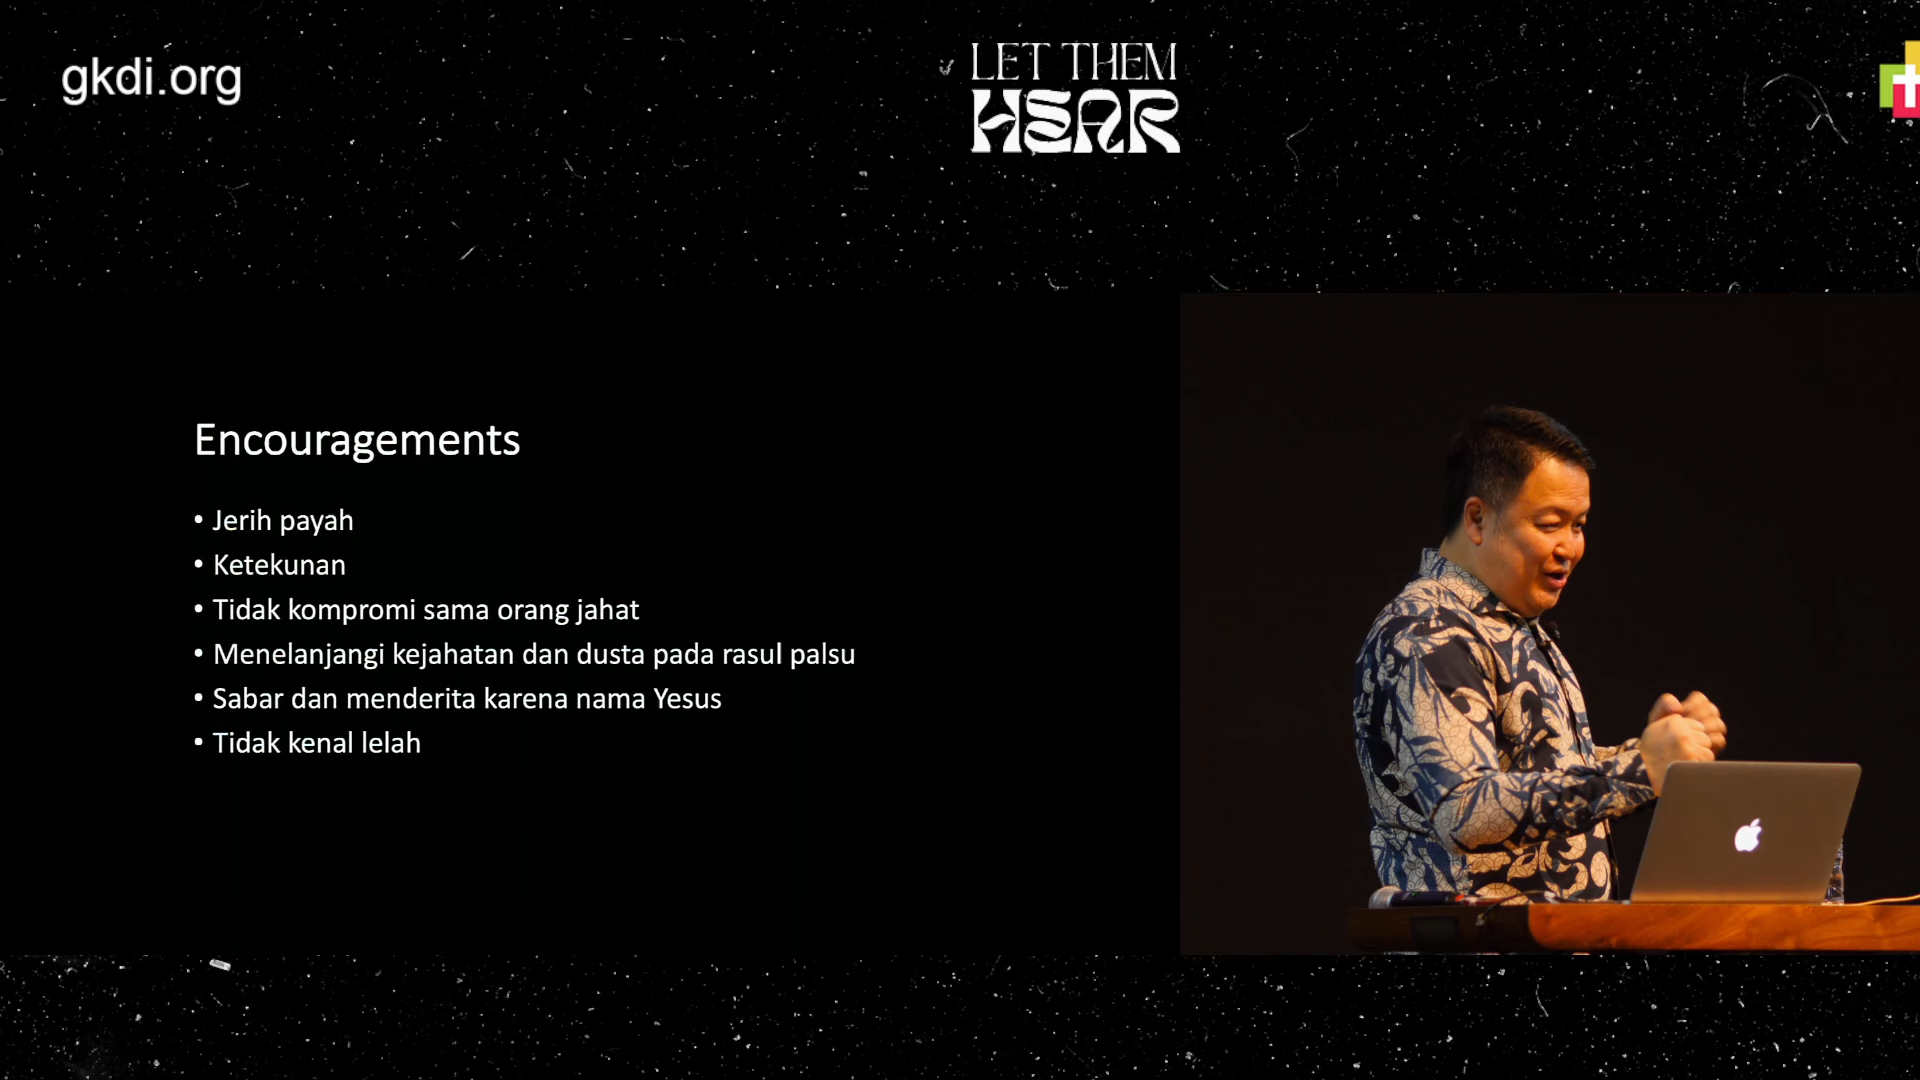 gkdi.org
LET THEM
HEAR
Encouragements
• Jerih payah
• Ketekunan
• Tidak kompromi sama orang jahat
• Menelanjangi kejahatan dan dusta pada rasul palsu
• Sabar dan menderita karena nama Yesus
• Tidak kenal lelah